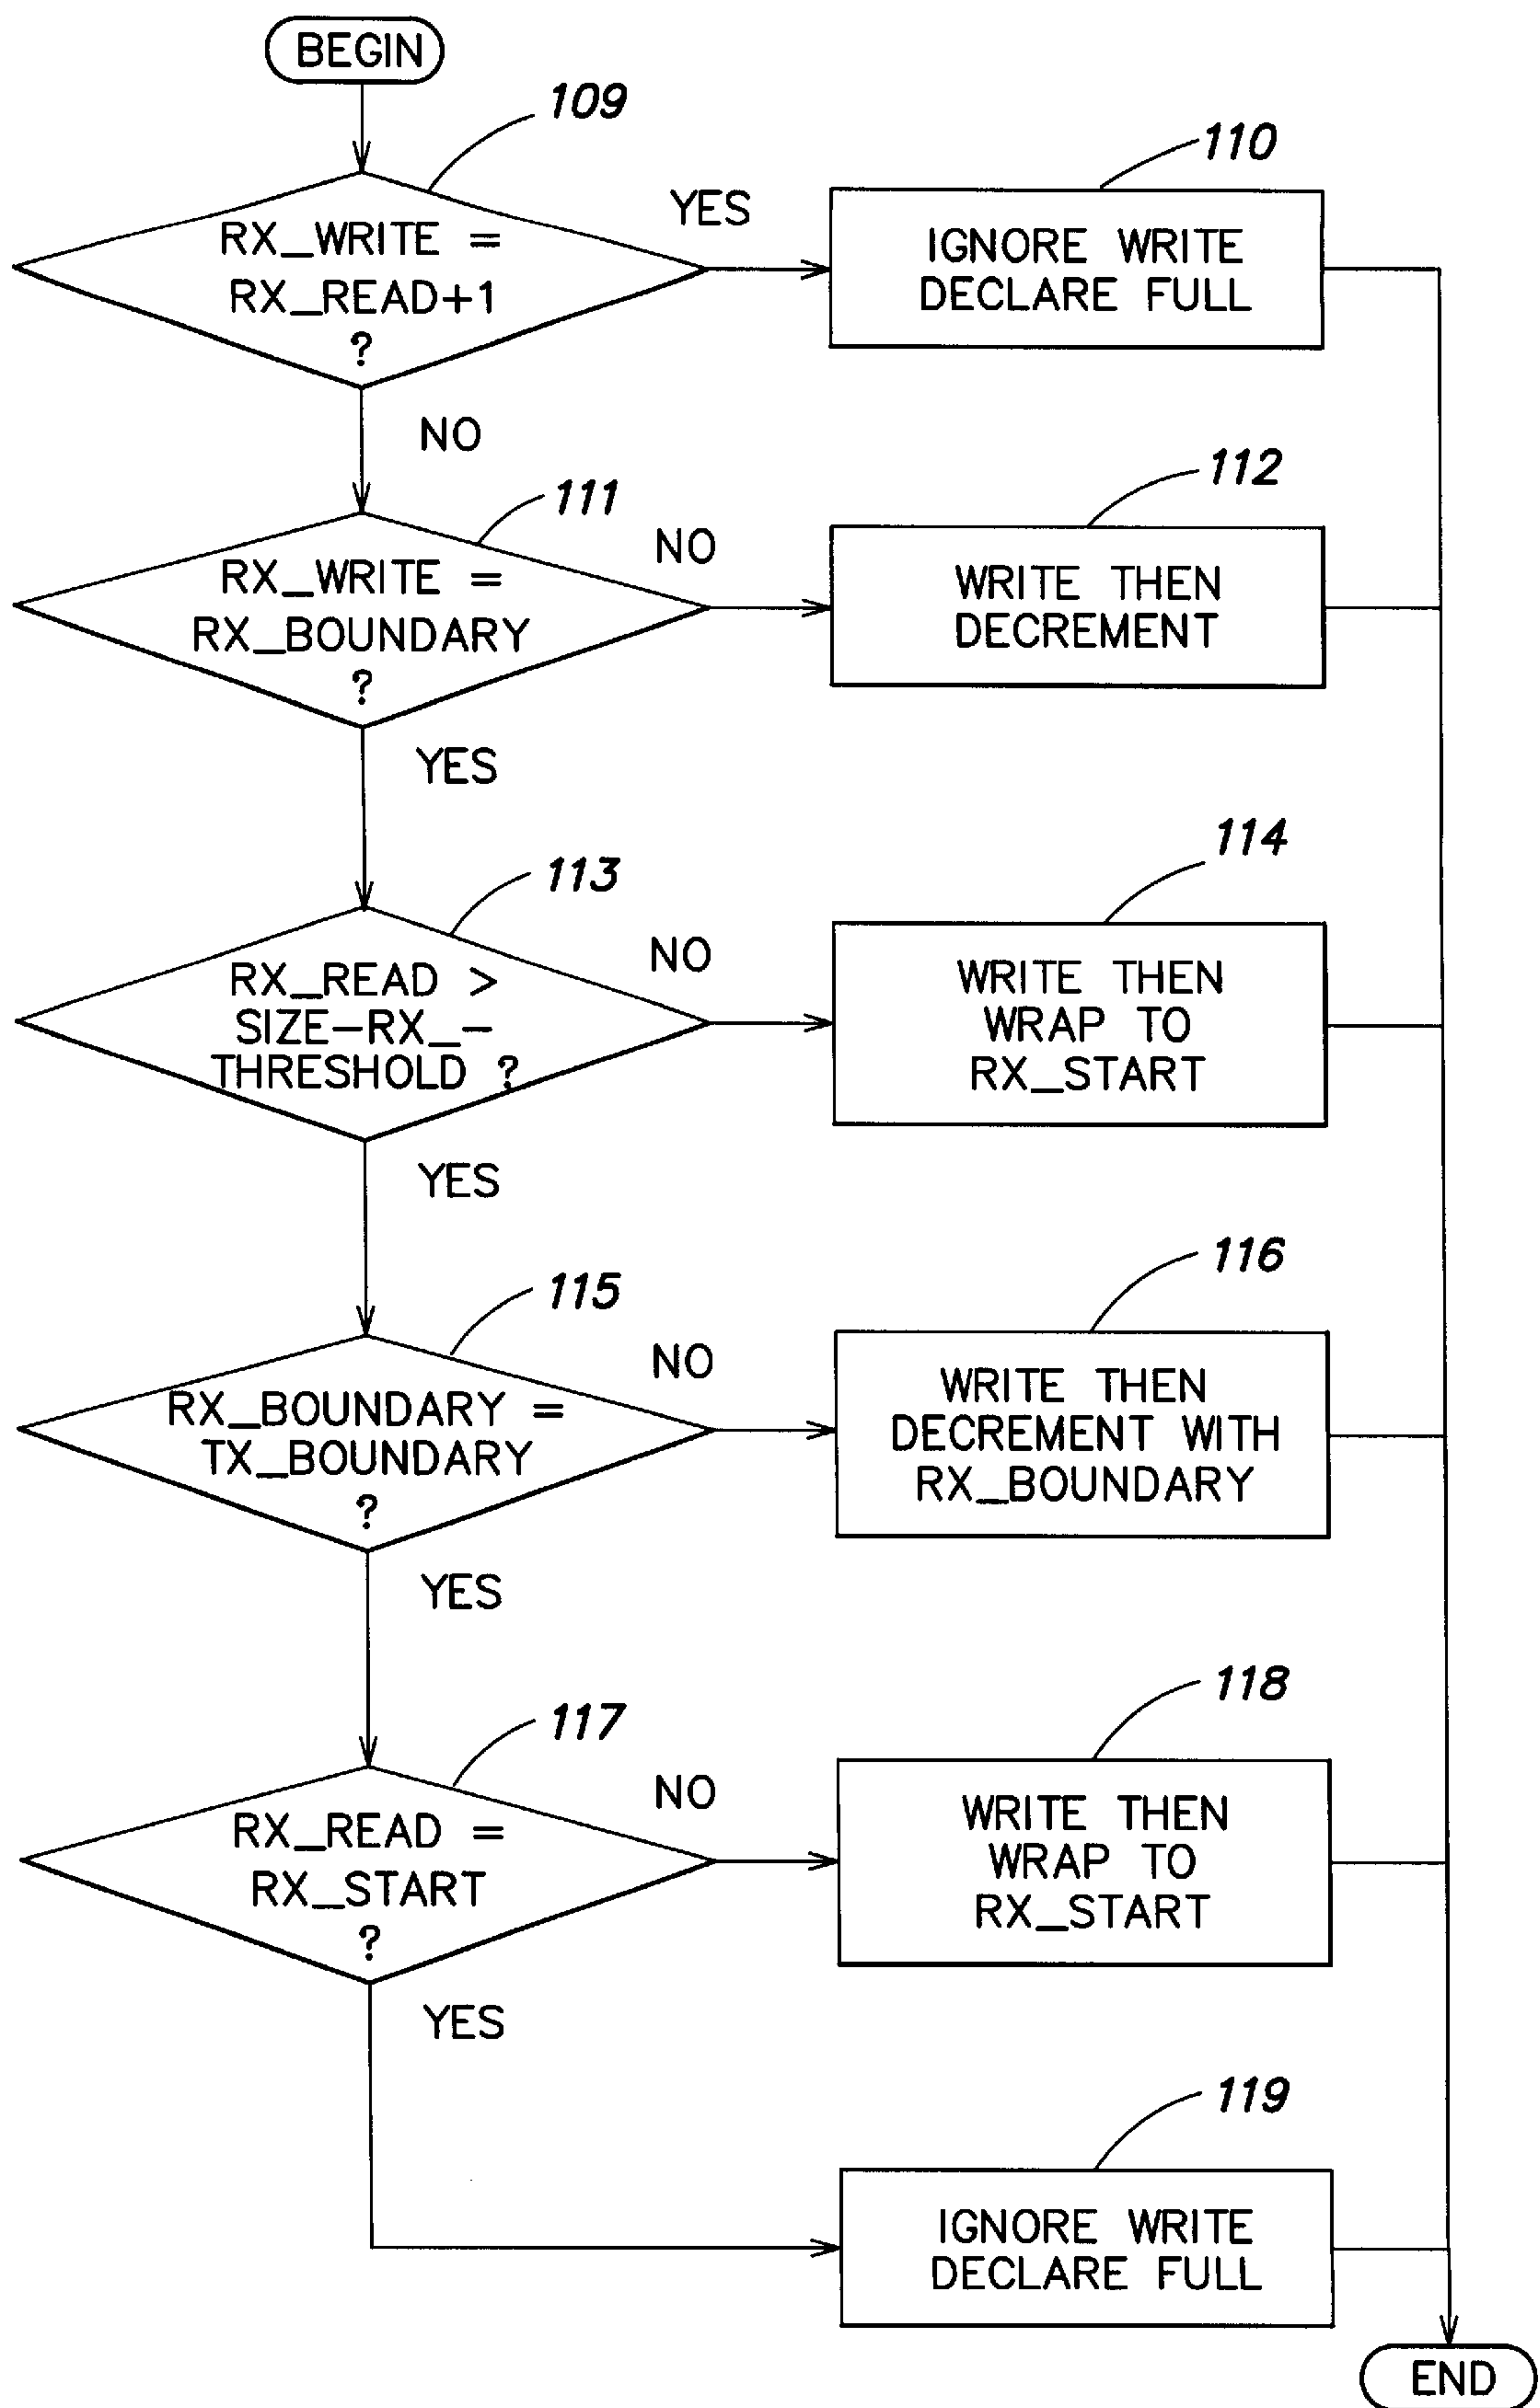 BEGIN
109
RX_WRITE =
RX_READ+1
?
YES
110
IGNORE WRITE
DECLARE FULL
NO
111
RX_WRITE =
RX_BOUNDARY
?
NO
112
WRITE THEN
DECREMENT
YES
113
RX_READ >
SIZE-RX_-
THRESHOLD ?
NO
114
WRITE THEN
WRAP TO
RX_START
YES
115
RX_BOUNDARY =
TX_BOUNDARY
?
NO
116
WRITE THEN
DECREMENT WITH
RX_BOUNDARY
YES
117
RX_READ =
RX_START
?
NO
118
WRITE THEN
WRAP TO
RX_START
YES
119
IGNORE WRITE
DECLARE FULL
END